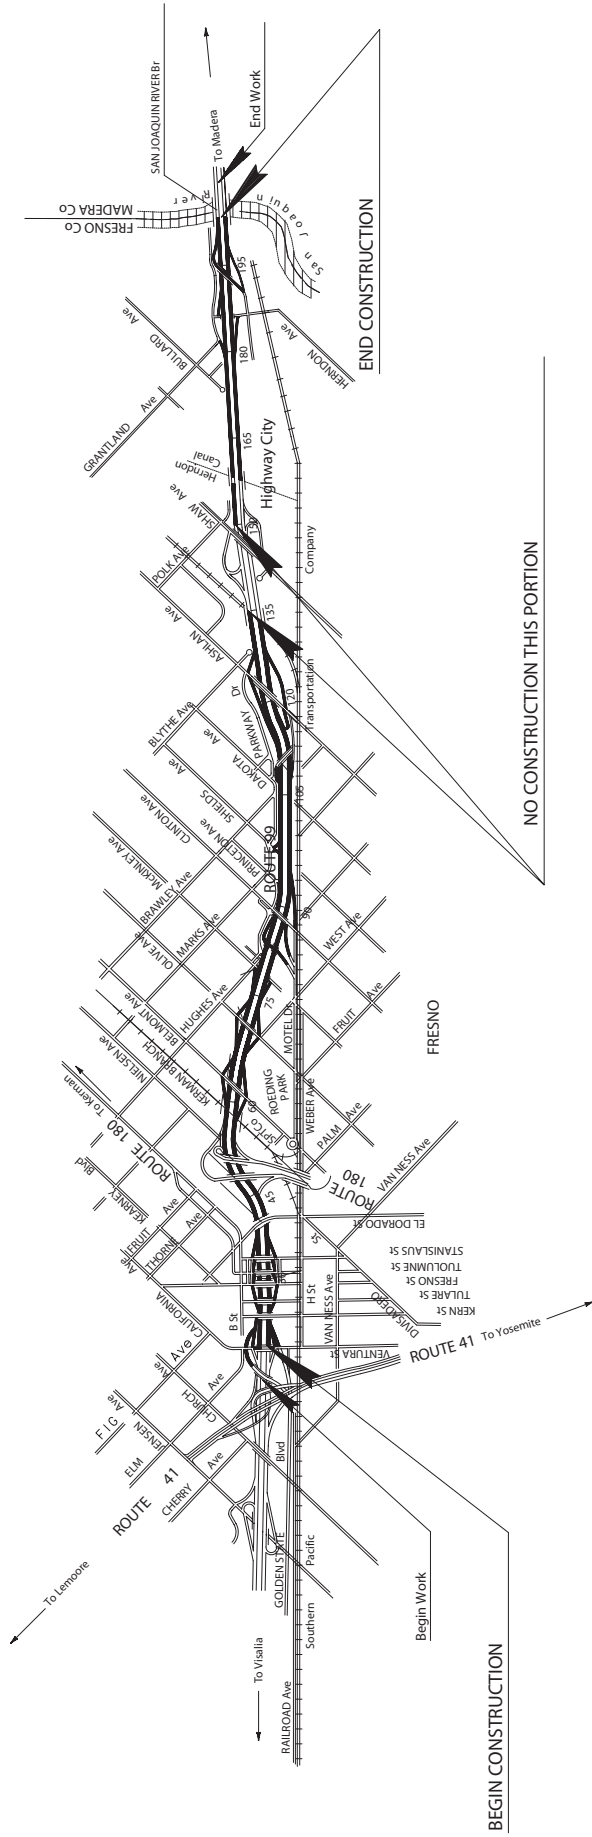 SAN JOAQUIN RIVER Br
To Madera
End Work
MADERA Co
FRESNO Co
River
San Joaquin
END CONSTRUCTION
195
BULLARD
Ave
180
HERNDON
Ave
GRANTLAND
Ave
165
Highway City
Herndon
Canal
SHAW
Ave
150
POLK Ave
Company
135
ASHLAN
Ave
NO CONSTRUCTION THIS PORTION
120
Transportation
BLYTHE Ave
PARKWAY
Dr
DAKOTA
Ave
SHIELDS
Ave
105
CLINTON Ave
PRINCETON Ave
ROUTE 99
McKINLEY Ave
BRAWLEY Ave
90
OLIVE Ave
MARKS Ave
WEST Ave
BELMONT Ave
HUGHES Ave
75
MOTEL Dr
FRUIT
Ave
FRESNO
NIELSEN Ave
KERMAN BRANCH
60
SPTCo
ROEDING
PARK
WEBER Ave
PALM
Ave
To Kerman
ROUTE 180
ROUTE
180
45
VAN NESS Ave
KEARNEY
Blvd
FRUIT
Ave
THORNE
Ave
EL DORADO St
STANISLAUS St
TUOLUMNE St
FRESNO St
TULARE St
KERN St
DIVISADERO
St
H St
B St
VAN NESS Ave
VENTURA St
CALIFORNIA
Ave
ROUTE 41
To Yosemite
CHURCH
Ave
FIG
Ave
JENSEN
Ave
ELM
CHERRY
Ave
ROUTE 41
To Lemoore
GOLDEN STATE
Blvd
Southern
Pacific
RAILROAD Ave
To Visalia
Begin Work
BEGIN CONSTRUCTION